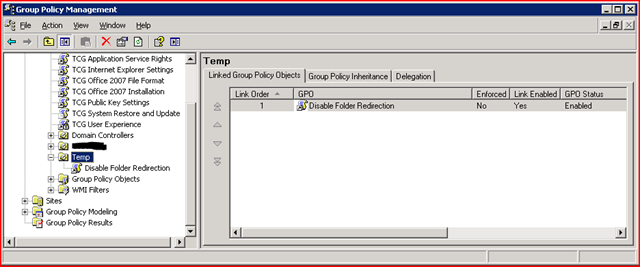 Group Policy Management
File Action View Window Help
TCG Application Service Rights
TCG Internet Explorer Settings
TCG Office 2007 File Format
TCG Office 2007 Installation
TCG Public Key Settings
TCG System Restore and Update
TCG User Experience
Domain Controllers
Temp
Disable Folder Redirection
Group Policy Objects
WMI Filters
Sites
Group Policy Modeling
Group Policy Results
Temp
Linked Group Policy Objects Group Policy Inheritance Delegation
Link Order GPO Enforced Link Enabled GPO Status
1 Disable Folder Redirection No Yes Enabled